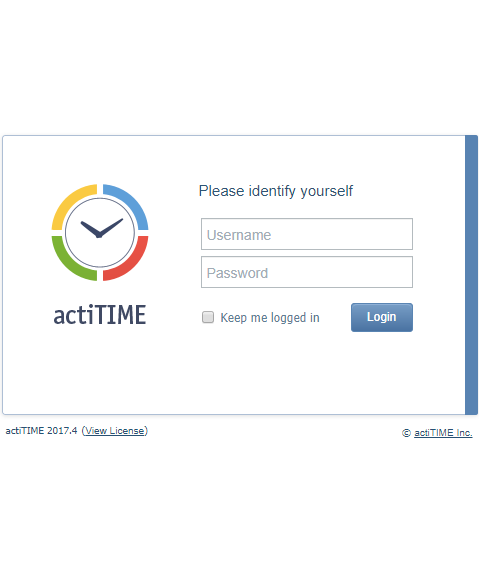 Please identify yourself
Username
Password
actiTIME
Keep me logged in
Login
actiTIME 2017.4 (View License)
© actiTIME Inc.